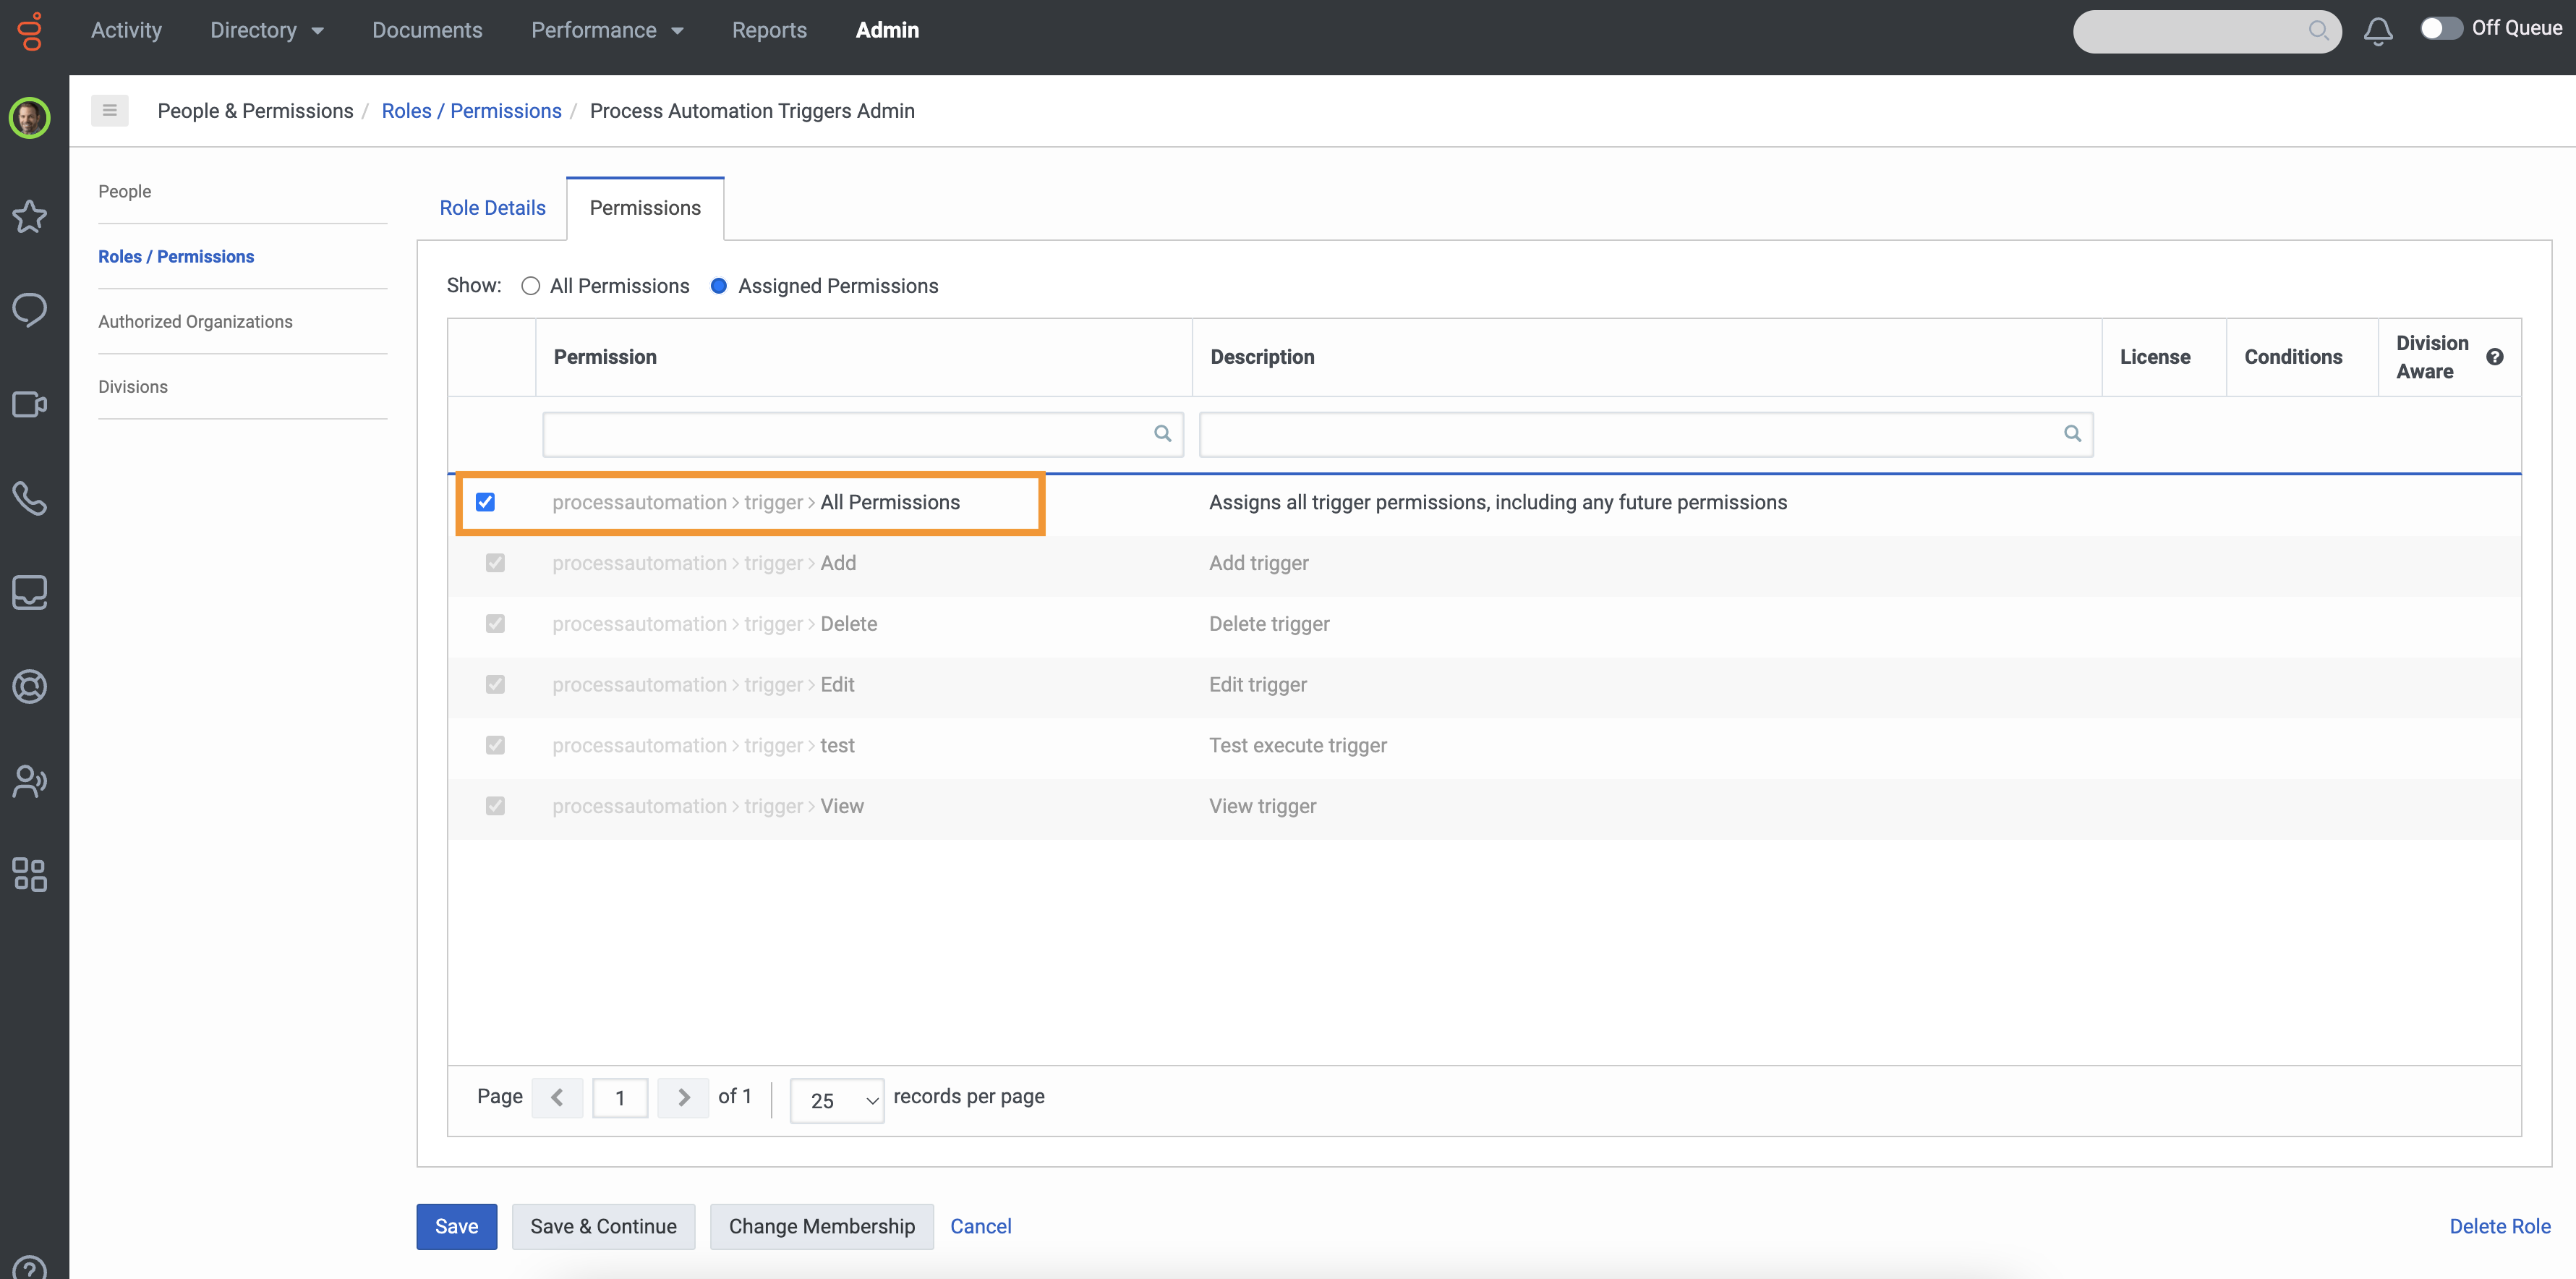 Activity Directory Documents Performance Reports Admin Off Queue
People & Permissions / Roles / Permissions / Process Automation Triggers Admin
People
Roles / Permissions
Authorized Organizations
Divisions
Role Details Permissions
Show: All Permissions Assigned Permissions
Permission Description License Conditions Division Aware
processautomation > trigger > All Permissions Assigns all trigger permissions, including any future permissions
processautomation > trigger > Add Add trigger
processautomation > trigger > Delete Delete trigger
processautomation > trigger > Edit Edit trigger
processautomation > trigger > test Test execute trigger
processautomation > trigger > View View trigger
Page 1 of 1 25 records per page
Save Save & Continue Change Membership Cancel Delete Role